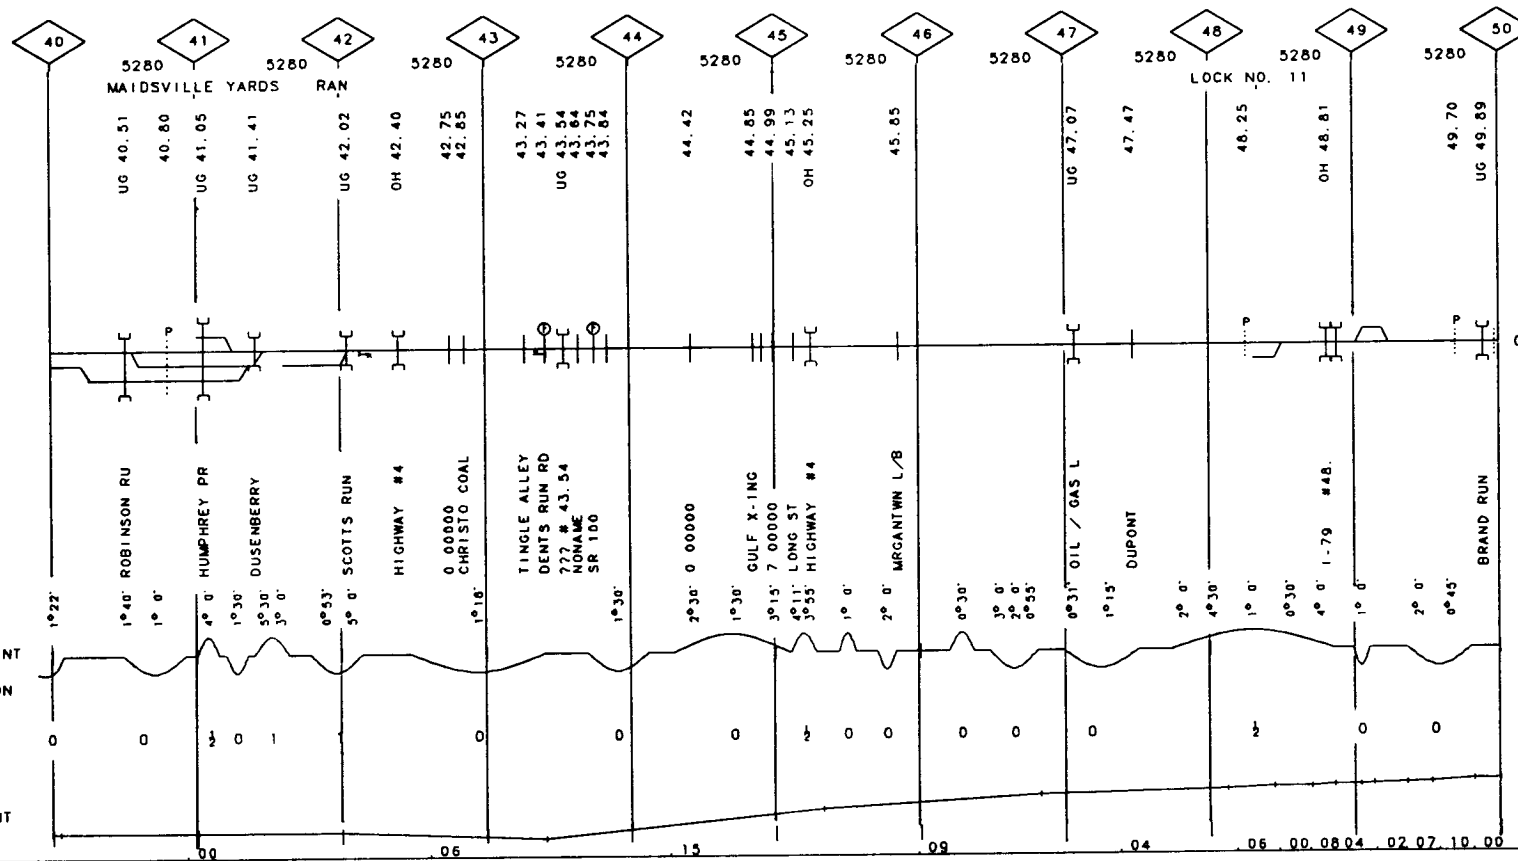 40 41 42 43 44 45 46 47 48 49 50
5280 5280 5280 5280 5280 5280 5280 5280 5280 5280
MAIDSVILLE YARDS RAN LOCK NO. 11
UG 40.51
40.80
UG 41.05
UG 41.41
UG 42.02
OH 42.40
42.75
42.85
43.27
43.41
UG 43.54
43.64
43.75
43.84
44.42
44.85
44.99
45.13
OH 45.25
45.85
UG 47.07
47.47
48.25
OH 48.81
49.70
UG 49.89
P P P
ROBINSON RU
HUMPHREY PR
DUSENBERRY
SCOTTS RUN
HIGHWAY #4
0 00000
CHRISTO COAL
TINGLE ALLEY
DENTS RUN RD
??? # 43.54
NONAME
SR 100
0 00000
GULF X-ING
7 00000
LONG ST
HIGHWAY #4
MRGANTWN L/B
OIL / GAS L
DUPONT
I-79 #48.
BRAND RUN
1°22'
1°40'
1°0'
4°0'
1°30'
5°30'
3°0'
0°53'
5°0'
1°18'
1°30'
2°30'
1°30'
3°15'
4°11'
3°55'
1°0'
2°0'
0°30'
3°0'
2°0'
0°55'
0°31'
1°15'
2°0'
4°30'
1°0'
0°30'
4°0'
1°0'
2°0'
0°45'
NT
ON
0 0 ½ 0 1 1 0 0 0 ½ 0 0 0 0 0 ½ 0 0
NT
.00 .06 .15 .09 .04 .06 .00 .08 04 .02 .07 .10 .00